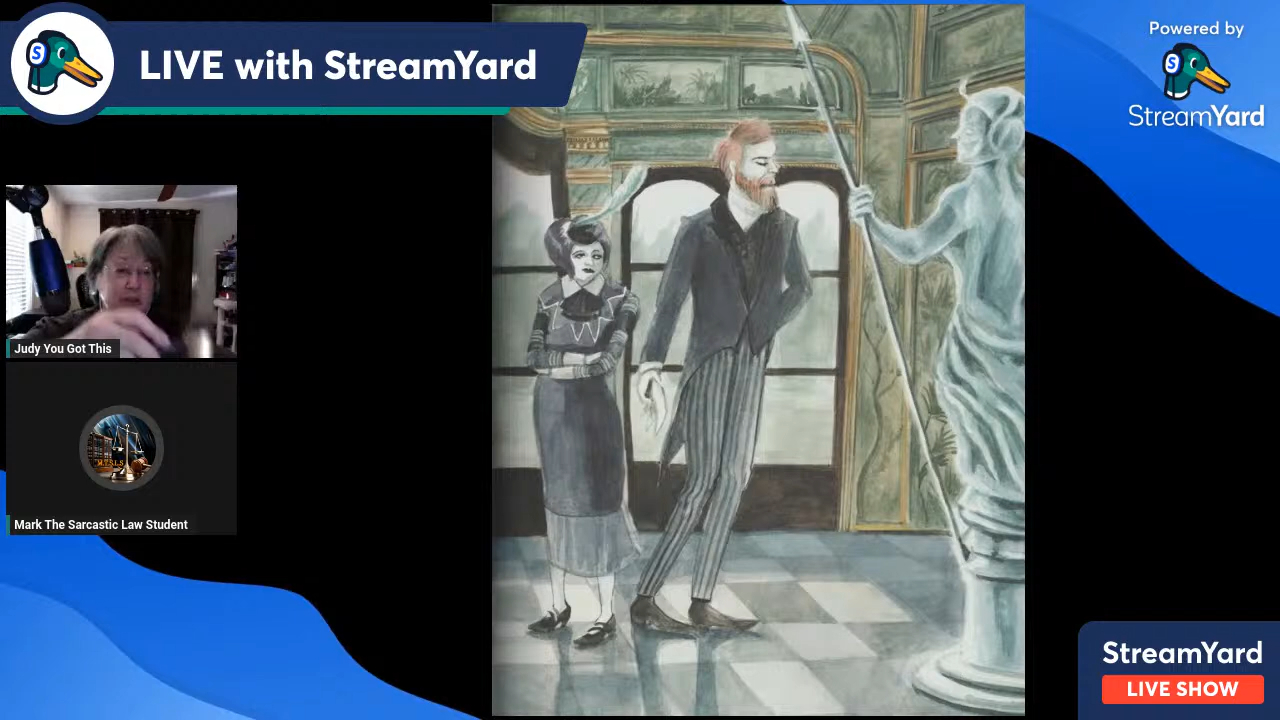 S
LIVE with StreamYard
Powered by
S
StreamYard
Judy You Got This
M.T.S.L.S
Mark The Sarcastic Law Student
StreamYard
LIVE SHOW